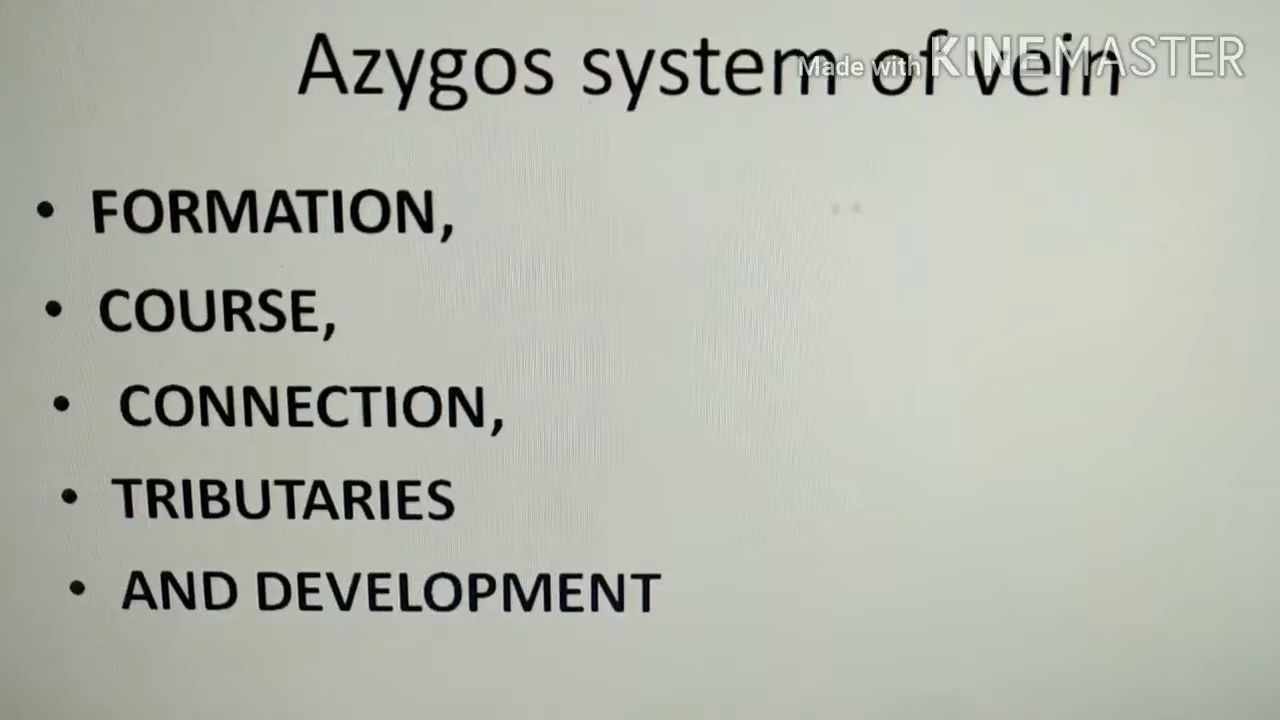 Azygos system of vein
Made with KINEMASTER
• FORMATION,
• COURSE,
• CONNECTION,
• TRIBUTARIES
• AND DEVELOPMENT